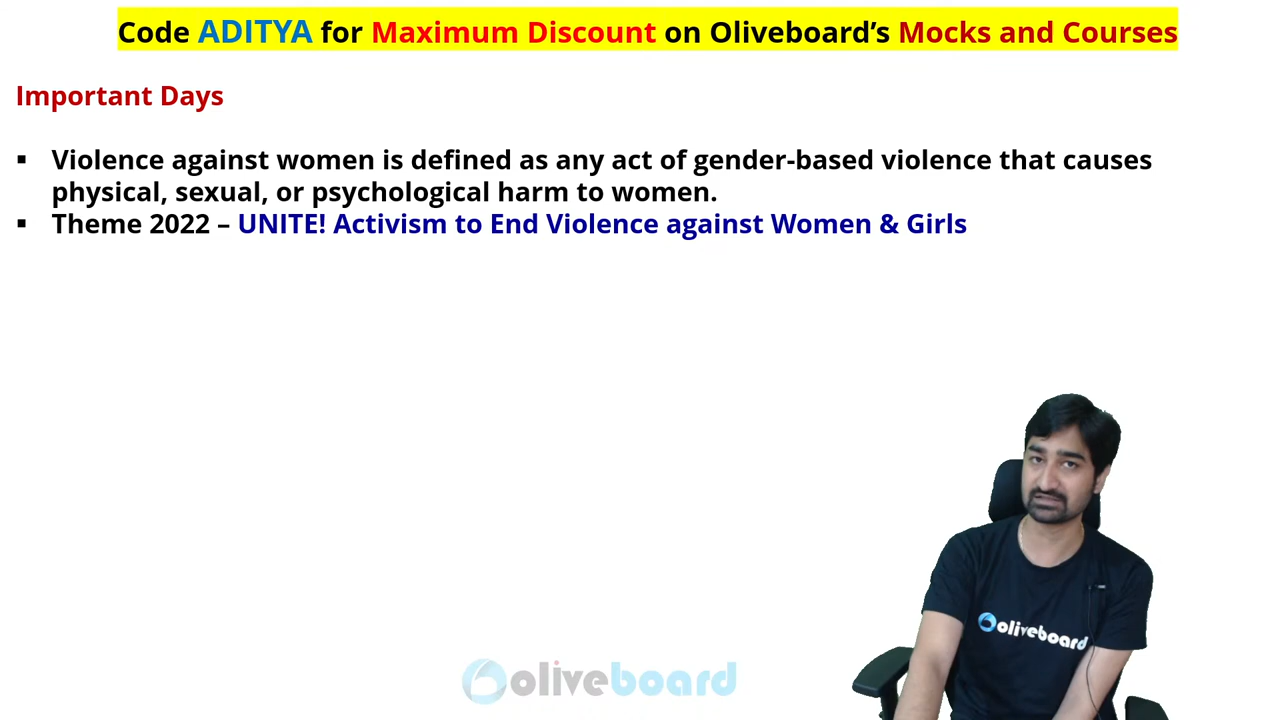 Code ADITYA for Maximum Discount on Oliveboard’s Mocks and Courses
Important Days
▪ Violence against women is defined as any act of gender-based violence that causes
physical, sexual, or psychological harm to women.
▪ Theme 2022 – UNITE! Activism to End Violence against Women & Girls
oliveboard
oliveboard